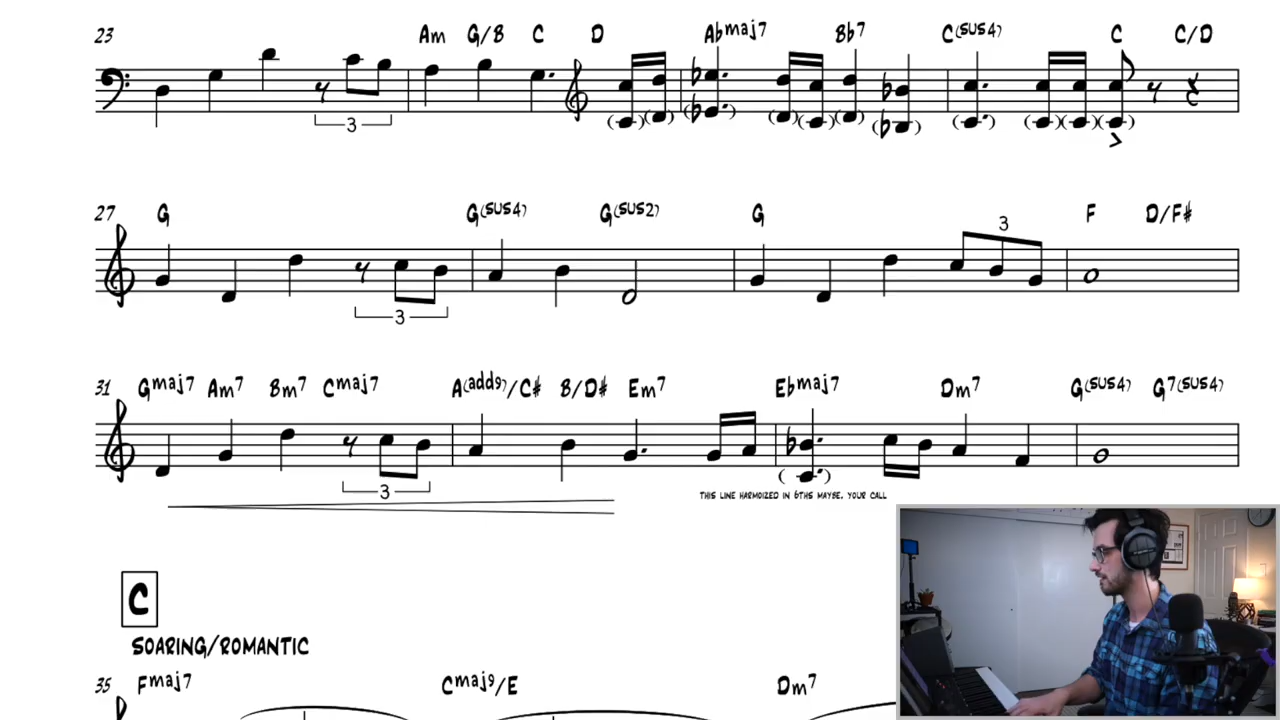 23 Am G/B C D Abmaj7 Bb7 C(sus4) C C/D
3
27 G G(sus4) G(sus2) G F D/F#
3
3
31 Gmaj7 Am7 Bm7 Cmaj7 A(add9)/C# B/D# Em7 Ebmaj7 Dm7 G(sus4) G7(sus4)
3
THIS LINE HARMOIZED IN 6THS MAYBE. YOUR CALL
C
SOARING/ROMANTIC
35 Fmaj7 Cmaj9/E Dm7